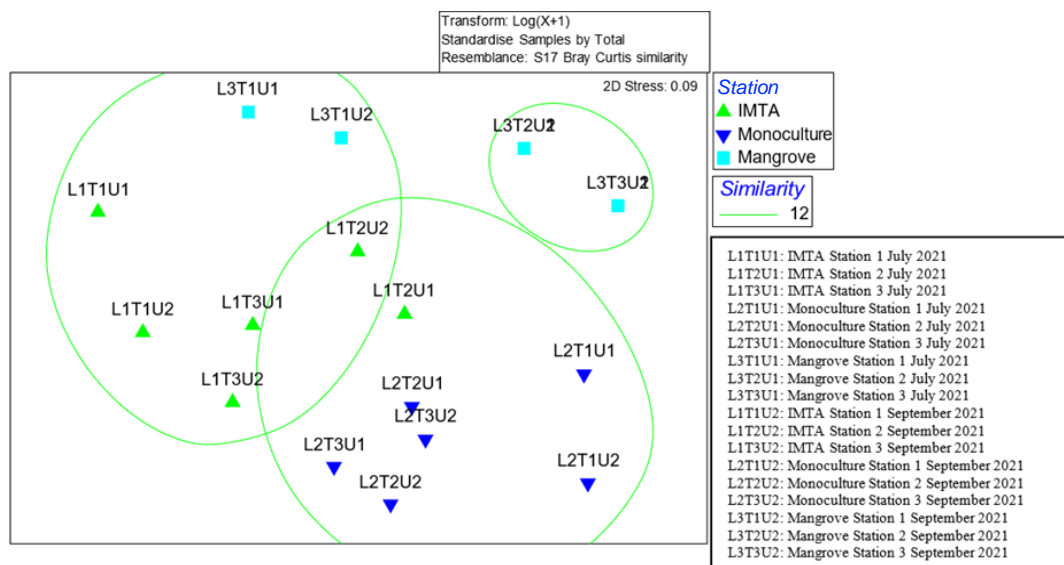 Transform: Log(X+1)
Standardise Samples by Total
Resemblance: S17 Bray Curtis similarity
2D Stress: 0.09
L3T1U1
L3T1U2
L1T1U1
L1T2U2
L1T2U1
L1T1U2
L1T3U1
L1T3U2
L2T1U1
L2T2U1
L2T3U2
L2T3U1
L2T1U2
L2T2U2
Station
IMTA
Monoculture
Mangrove
Similarity
12
L1T1U1: IMTA Station 1 July 2021
L1T2U1: IMTA Station 2 July 2021
L1T3U1: IMTA Station 3 July 2021
L2T1U1: Monoculture Station 1 July 2021
L2T2U1: Monoculture Station 2 July 2021
L2T3U1: Monoculture Station 3 July 2021
L3T1U1: Mangrove Station 1 July 2021
L3T2U1: Mangrove Station 2 July 2021
L3T3U1: Mangrove Station 3 July 2021
L1T1U2: IMTA Station 1 September 2021
L1T2U2: IMTA Station 2 September 2021
L1T3U2: IMTA Station 3 September 2021
L2T1U2: Monoculture Station 1 September 2021
L2T2U2: Monoculture Station 2 September 2021
L2T3U2: Monoculture Station 3 September 2021
L3T1U2: Mangrove Station 1 September 2021
L3T2U2: Mangrove Station 2 September 2021
L3T3U2: Mangrove Station 3 September 2021